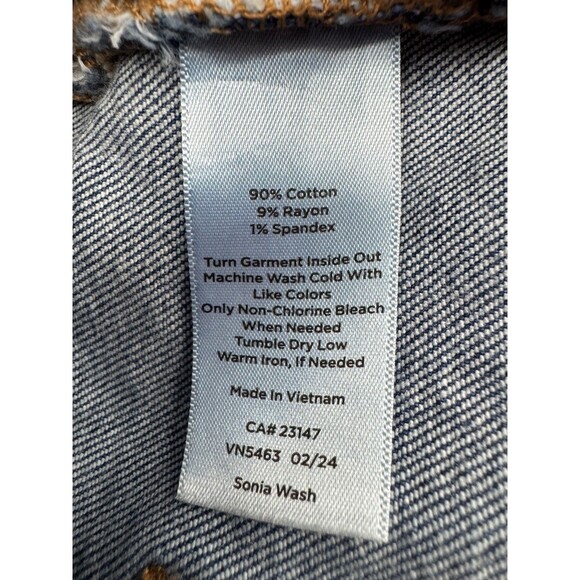 90% Cotton
9% Rayon
1% Spandex
Turn Garment Inside Out
Machine Wash Cold With
Like Colors
Only Non-Chlorine Bleach
When Needed
Tumble Dry Low
Warm Iron, If Needed
Made In Vietnam
CA# 23147
VN5463 02/24
Sonia Wash